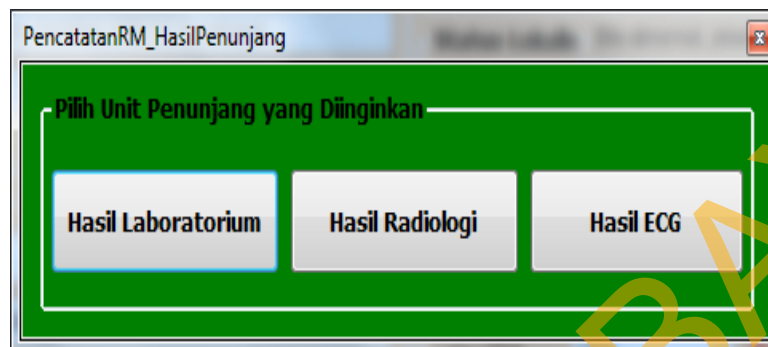 PencatatanRM_HasilPenunjang
x
Pilih Unit Penunjang yang Diinginkan
Hasil Laboratorium
Hasil Radiologi
Hasil ECG